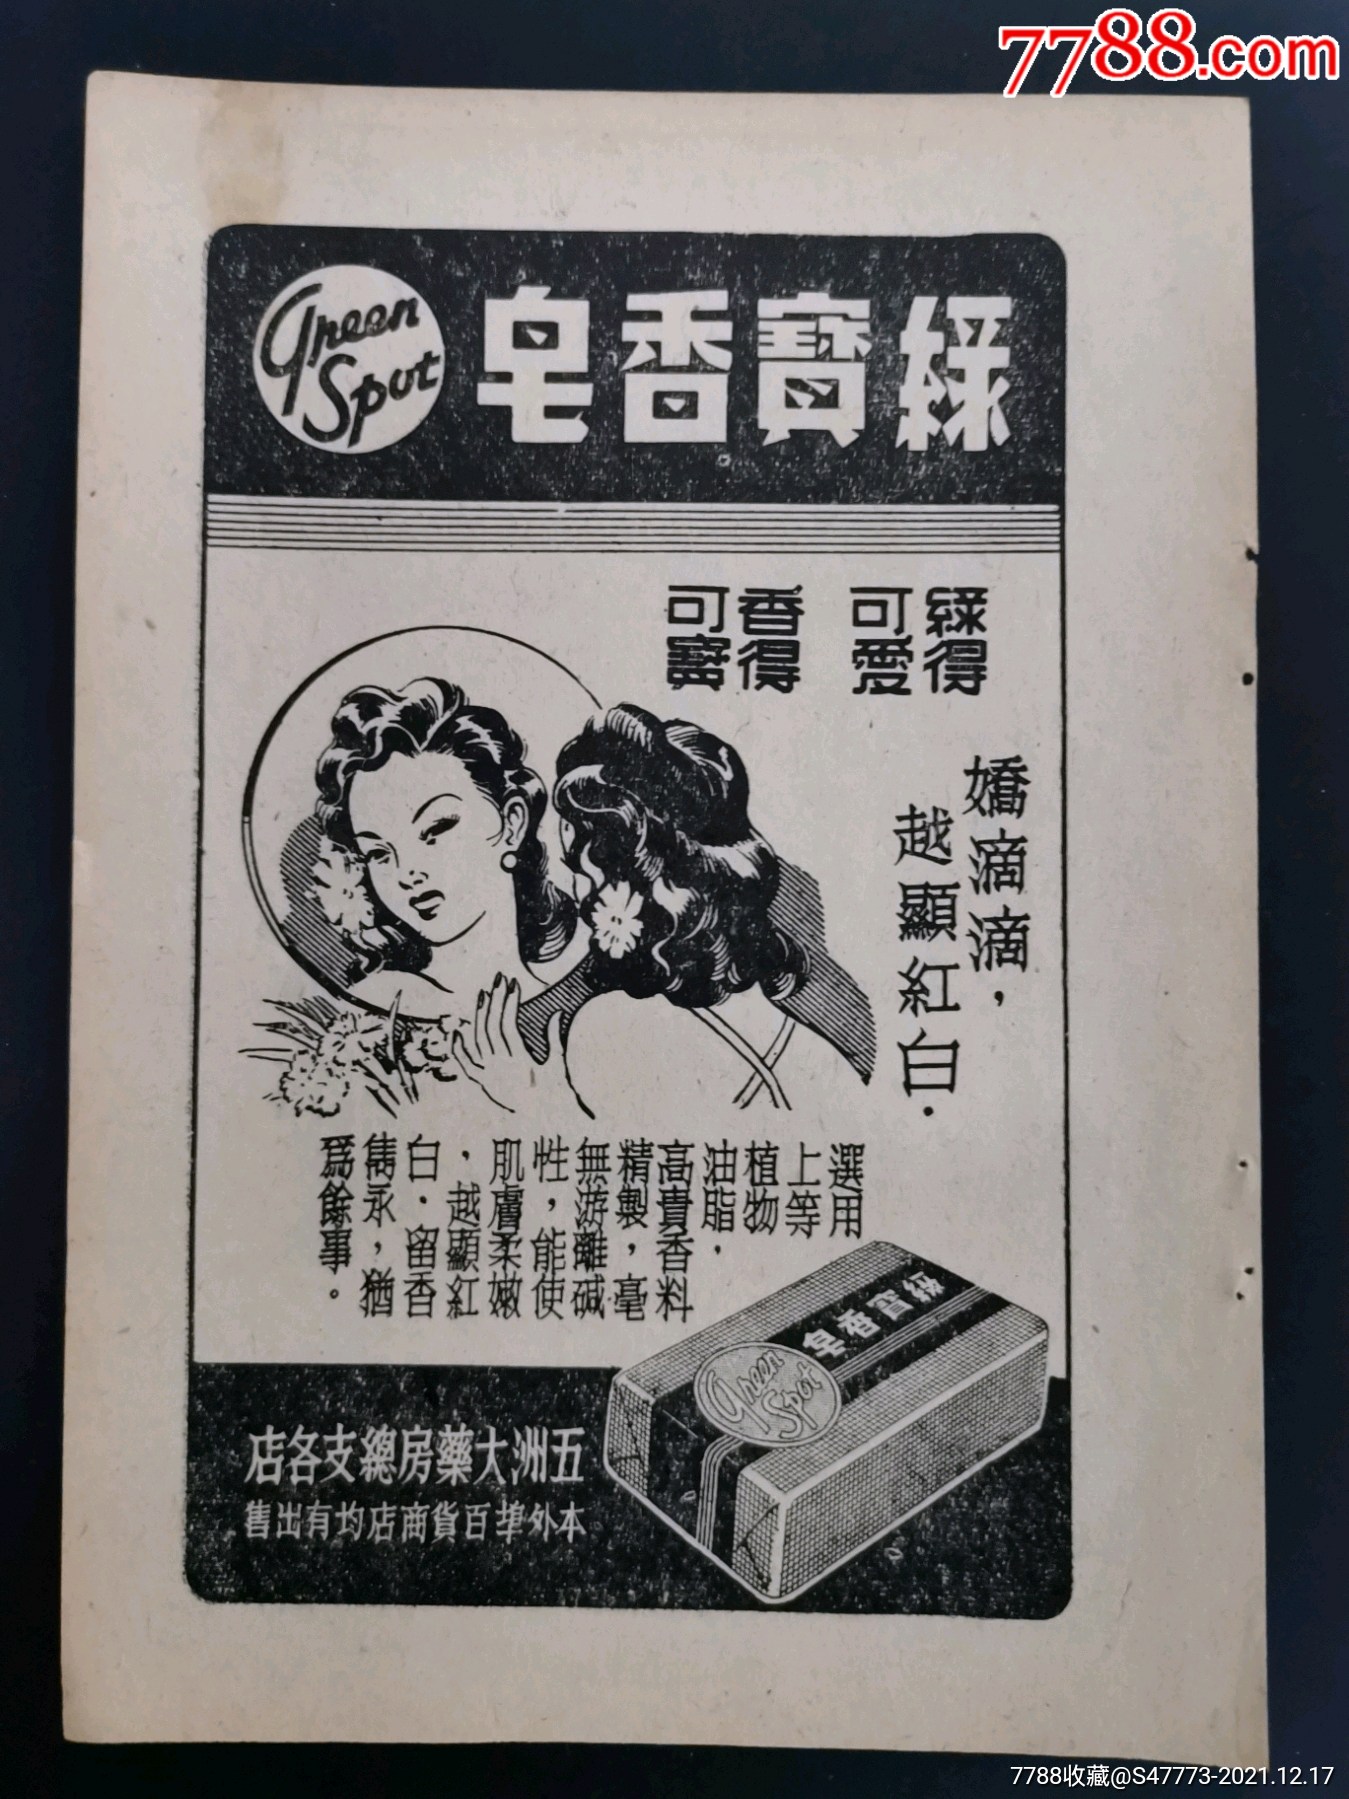 7788.com
Green
Spot
綠寶香皂
綠得
可愛
香得
可寶
嬌滴滴，
越顯紅白．
選用
上等
植物
油脂，
高貴香料
精製，毫
無游離碱
性，能使
肌膚柔嫩
，越顯紅
白．留香
雋永，猶
爲餘事。
綠寶香皂
Green
Spot
五洲大藥房總支各店
本外埠百貨商店均有出售
7788收藏@S47773-2021.12.17